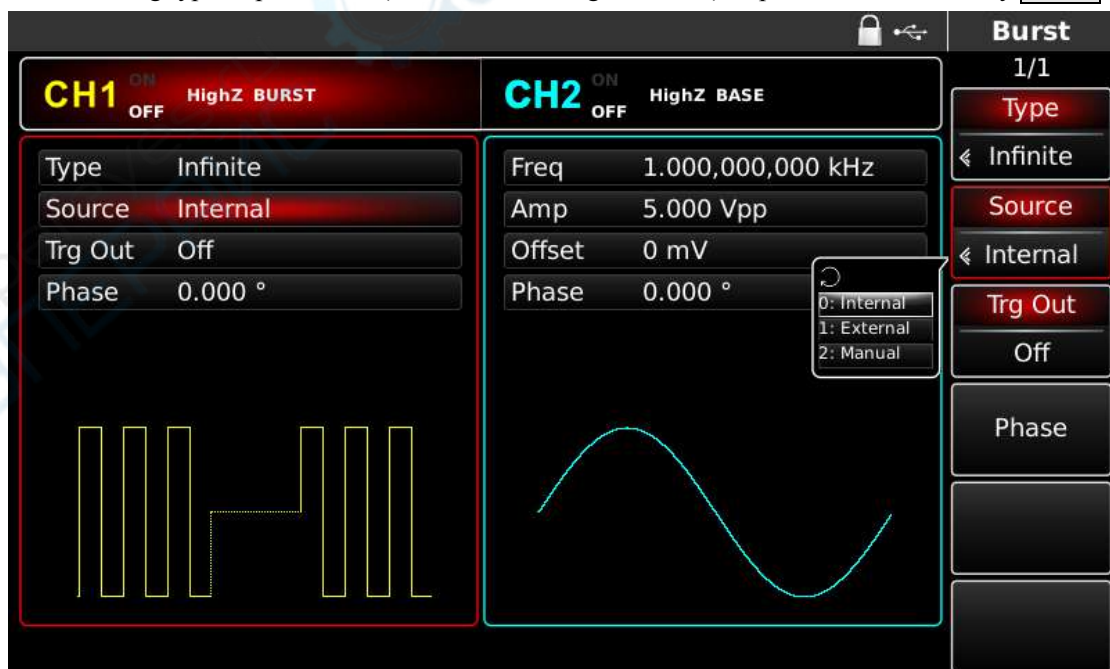 Burst
1/1
CH1 ON OFF HighZ BURST
CH2 ON OFF HighZ BASE
Type Infinite
Source Internal
Trg Out Off
Phase 0.000 °
Freq 1.000,000,000 kHz
Amp 5.000 Vpp
Offset 0 mV
Phase 0.000 °
0: Internal
1: External
2: Manual
Type
Infinite
Source
Internal
Trg Out
Off
Phase